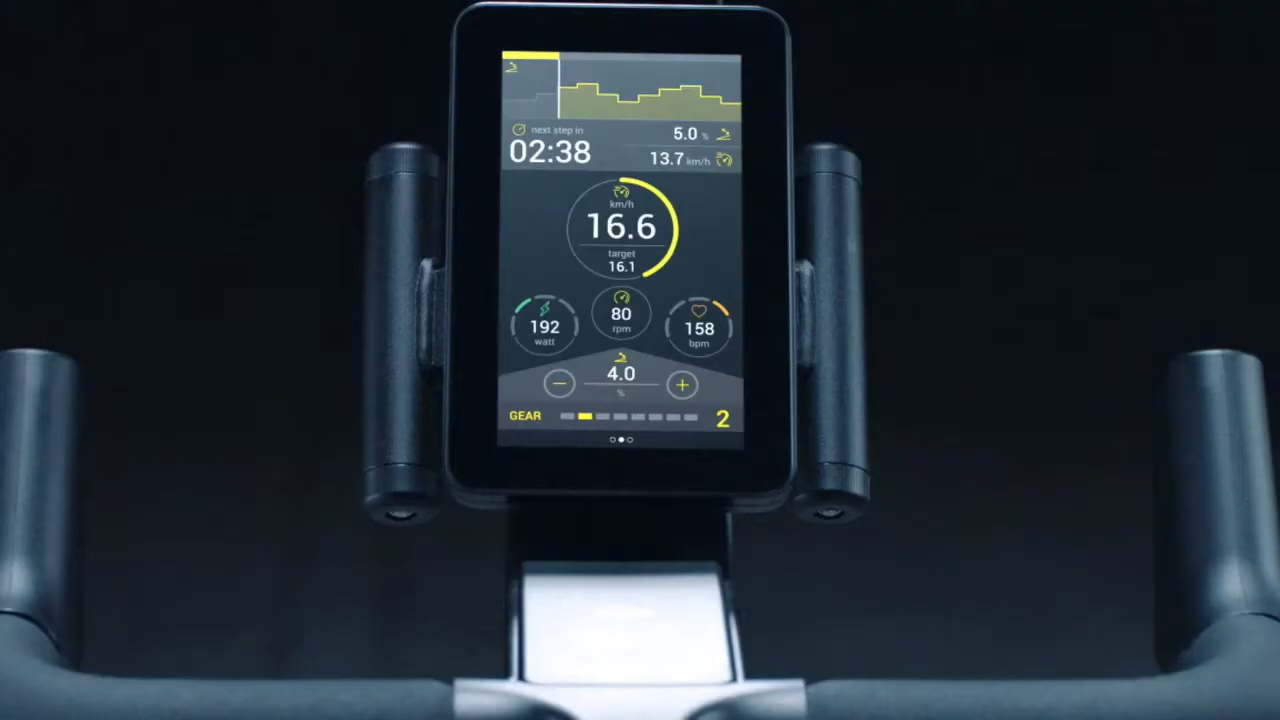 next step in
02:38
5.0 %
13.7 km/h
km/h
16.6
target
16.1
192
watt
80
rpm
158
bpm
− 4.0 +
%
GEAR 2